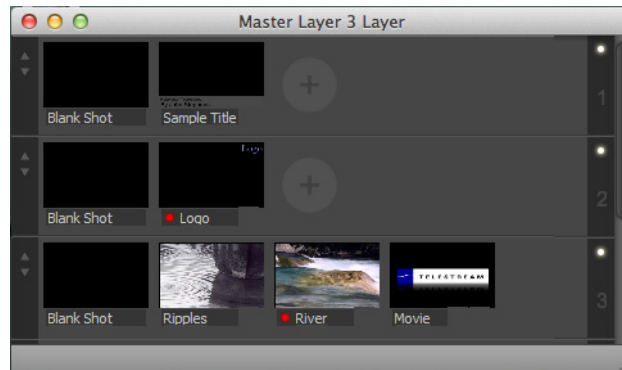 Master Layer 3 Layer
1
Blank Shot
Sample Title
Logo
2
Blank Shot
Logo
TELESTREAM
3
Blank Shot
Ripples
River
Movie